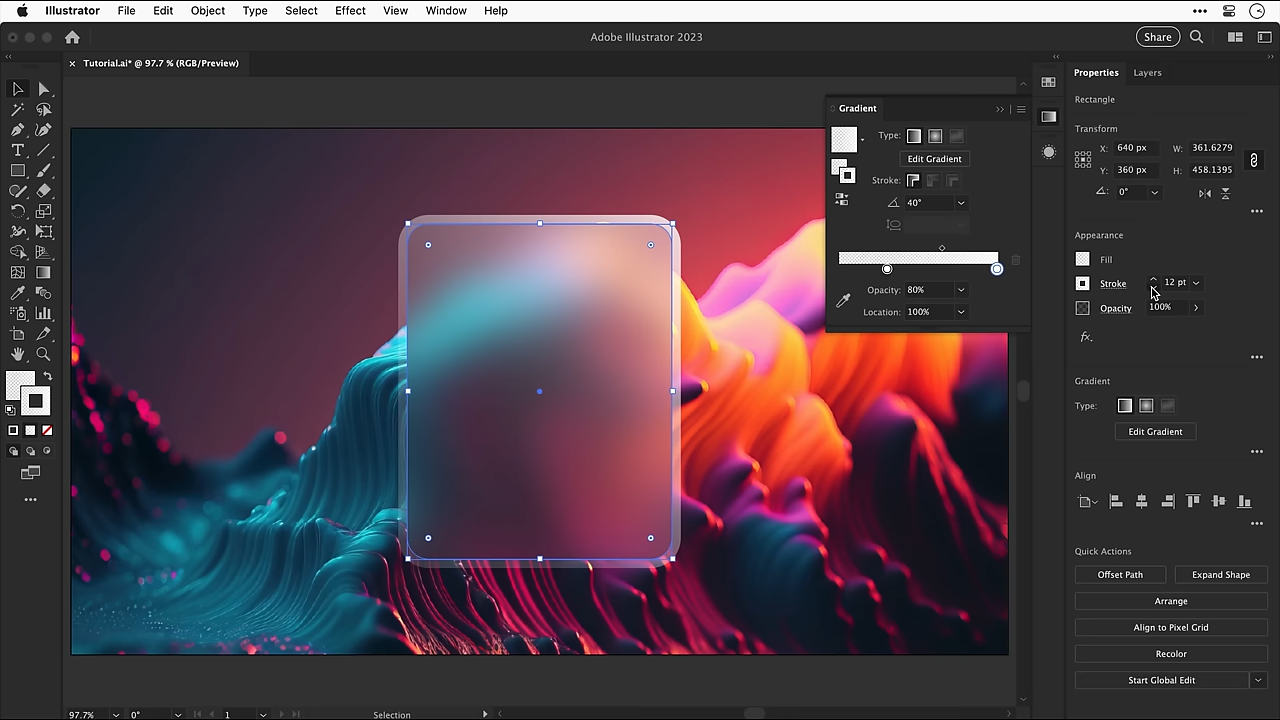 Illustrator File Edit Object Type Select Effect View Window Help
Adobe Illustrator 2023
Share
× Tutorial.ai* @ 97.7 % (RGB/Preview)
Gradient
Type:
Edit Gradient
Stroke:
40°
Opacity: 80%
Location: 100%
Properties Layers
Rectangle
Transform
X: 640 px W: 361.6279
Y: 360 px H: 458.1395
0°
Appearance
Fill
Stroke 12 pt
Opacity 100%
fx.
Gradient
Type:
Edit Gradient
Align
Quick Actions
Offset Path Expand Shape
Arrange
Align to Pixel Grid
Recolor
Start Global Edit
97.7% 0° 1 Selection